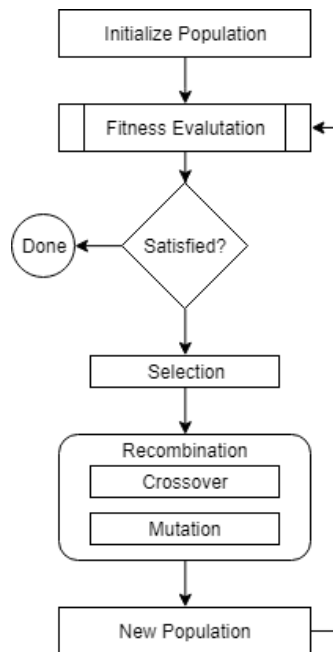 Initialize Population
Fitness Evalutation
Satisfied?
Done
Selection
Recombination
Crossover
Mutation
New Population